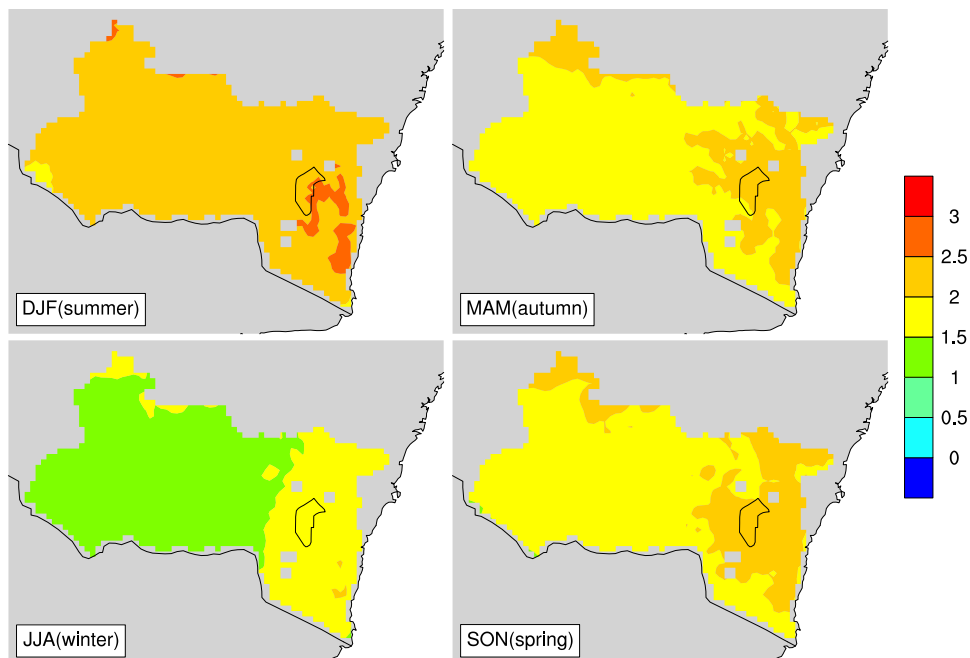 DJF(summer)
MAM(autumn)
JJA(winter)
SON(spring)
3
2.5
2
1.5
1
0.5
0